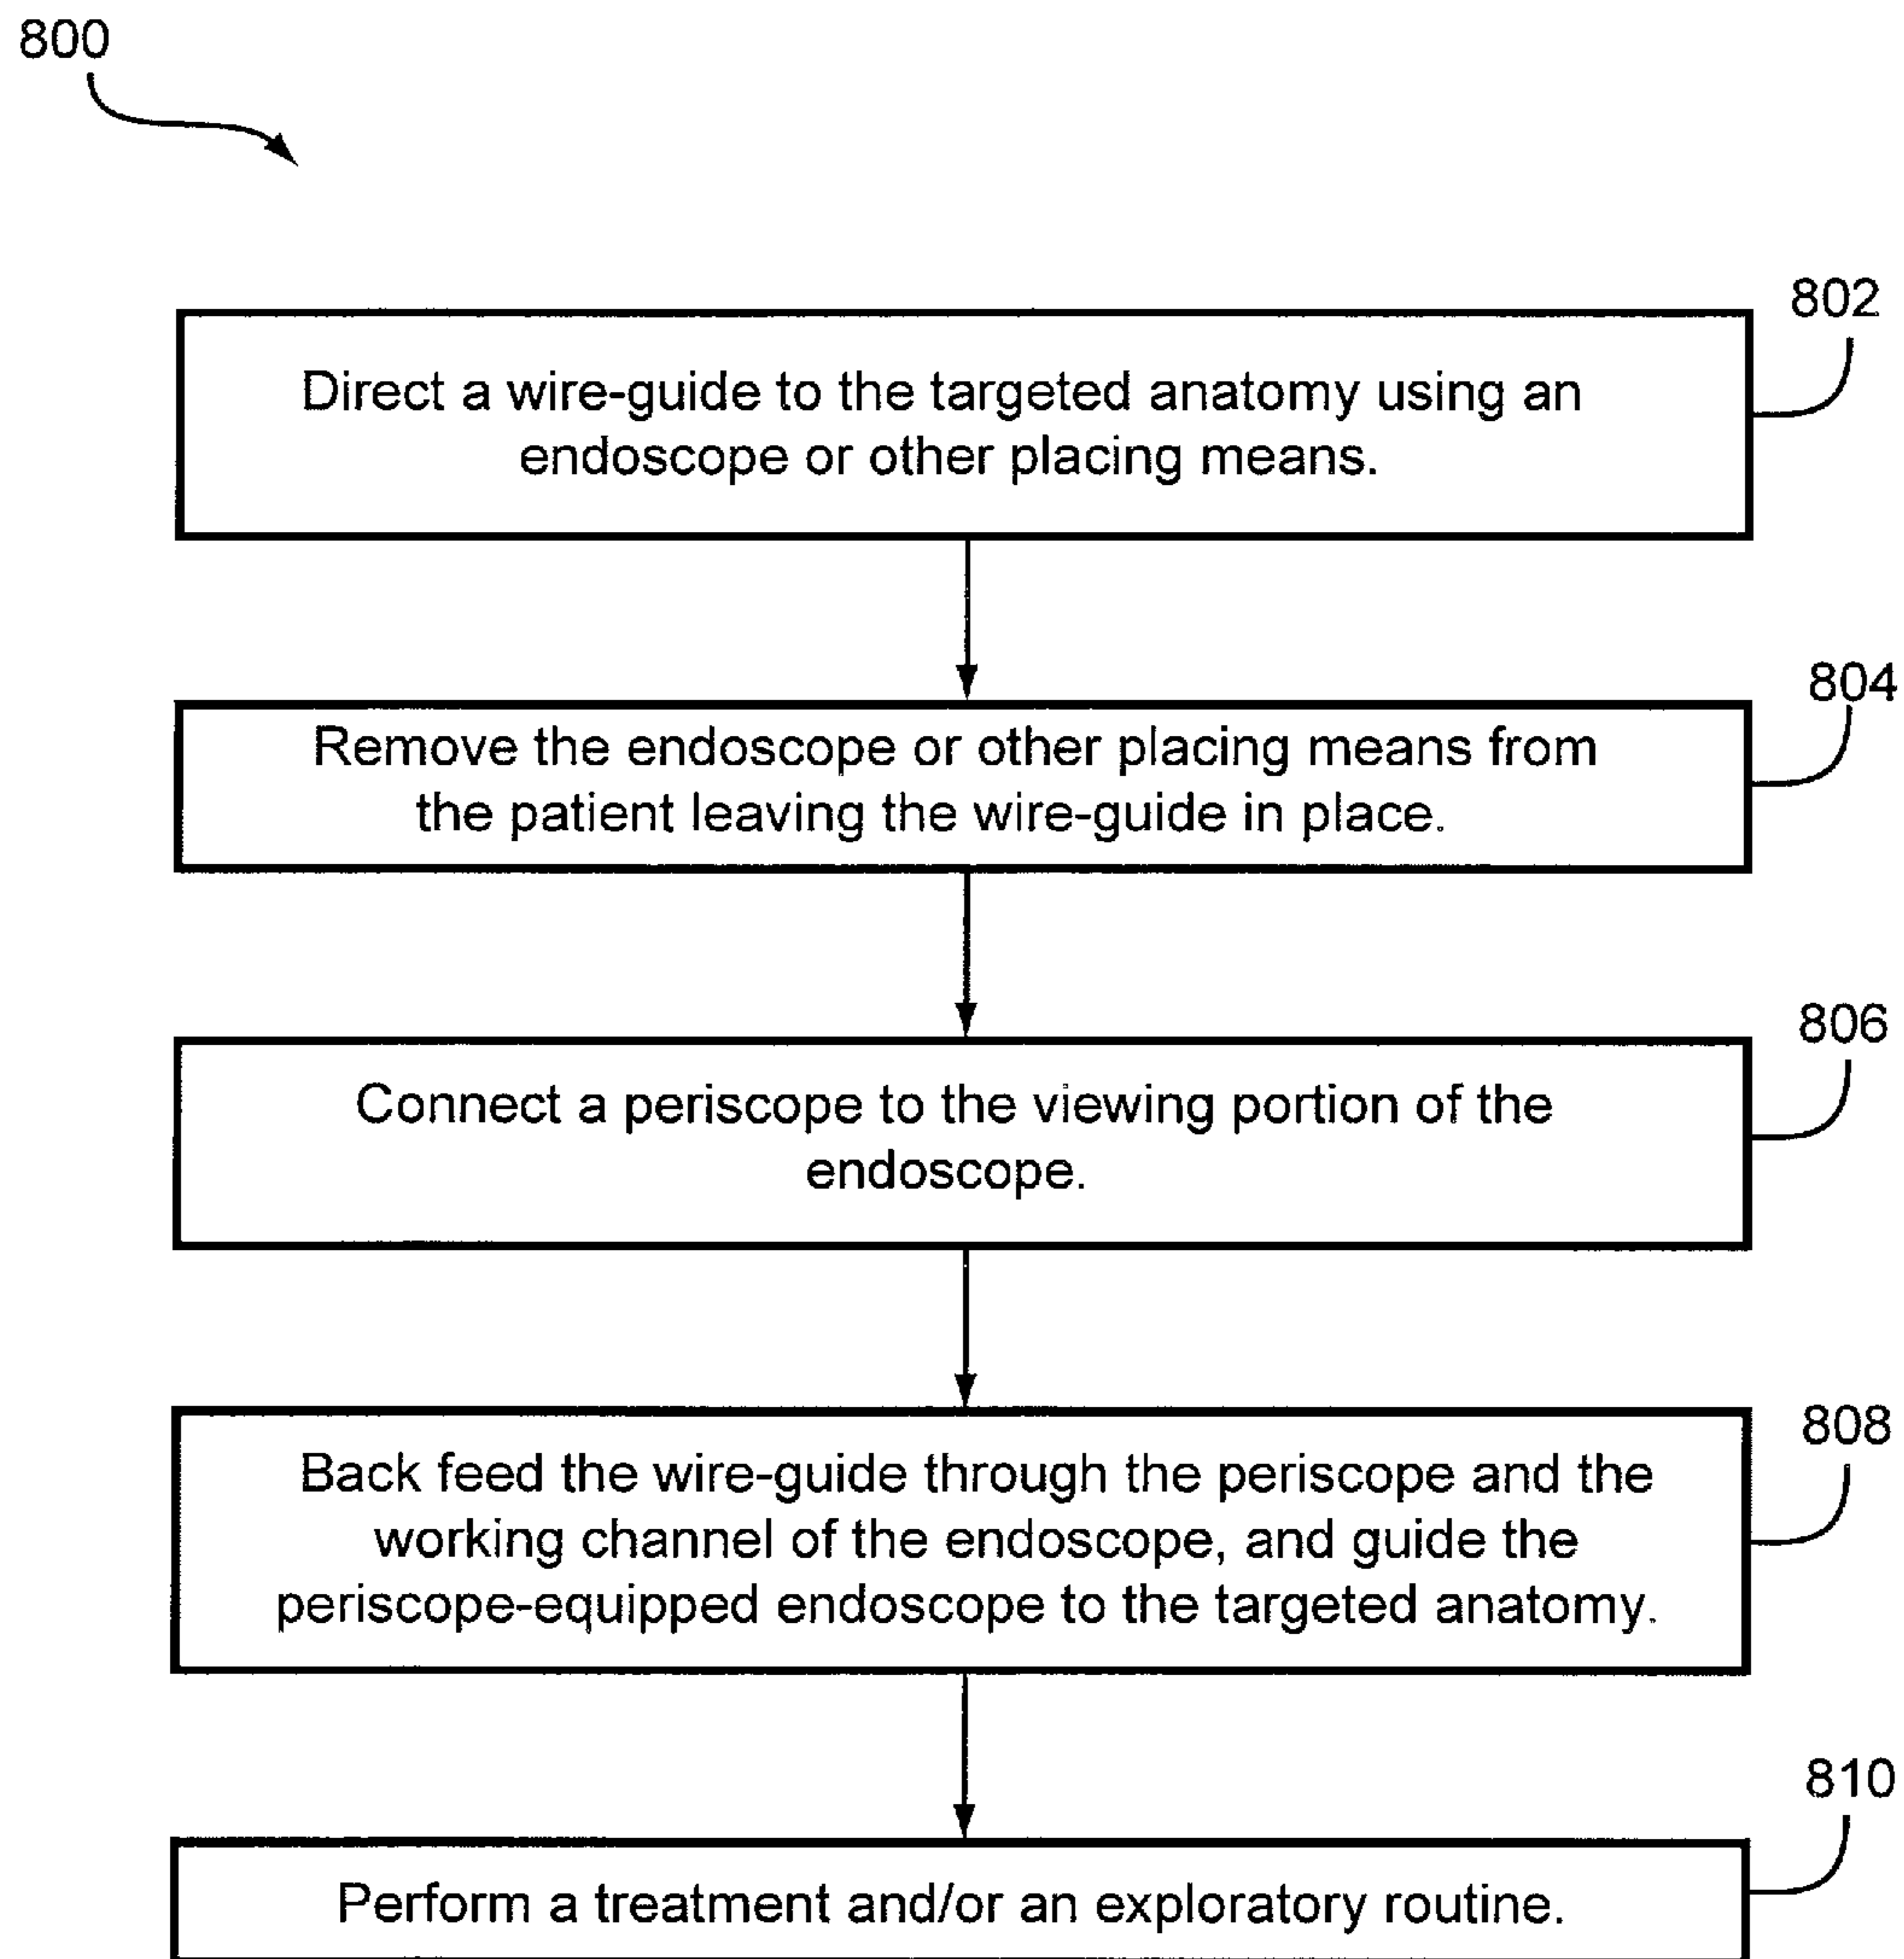 800
802
Direct a wire-guide to the targeted anatomy using an
endoscope or other placing means.
804
Remove the endoscope or other placing means from
the patient leaving the wire-guide in place.
806
Connect a periscope to the viewing portion of the
endoscope.
808
Back feed the wire-guide through the periscope and the
working channel of the endoscope, and guide the
periscope-equipped endoscope to the targeted anatomy.
810
Perform a treatment and/or an exploratory routine.